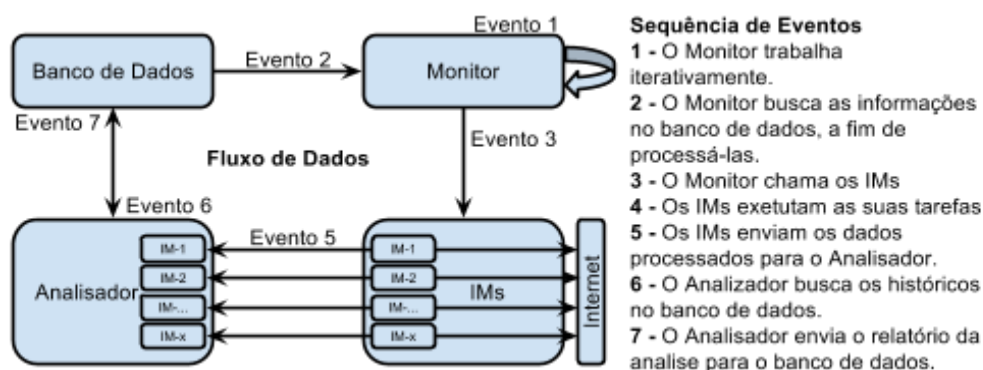 Evento 1
Banco de Dados
Evento 2
Monitor
Evento 7
Evento 3
Fluxo de Dados
Evento 6
Analisador
IM-1
IM-2
IM-...
IM-x
Evento 5
IM-1
IM-2
IM-...
IM-x
IMs
Internet
Sequência de Eventos
1 - O Monitor trabalha
iterativamente.
2 - O Monitor busca as informações
no banco de dados, a fim de
processá-las.
3 - O Monitor chama os IMs
4 - Os IMs exetutam as suas tarefas
5 - Os IMs enviam os dados
processados para o Analisador.
6 - O Analizador busca os históricos
no banco de dados.
7 - O Analisador envia o relatório da
analise para o banco de dados.